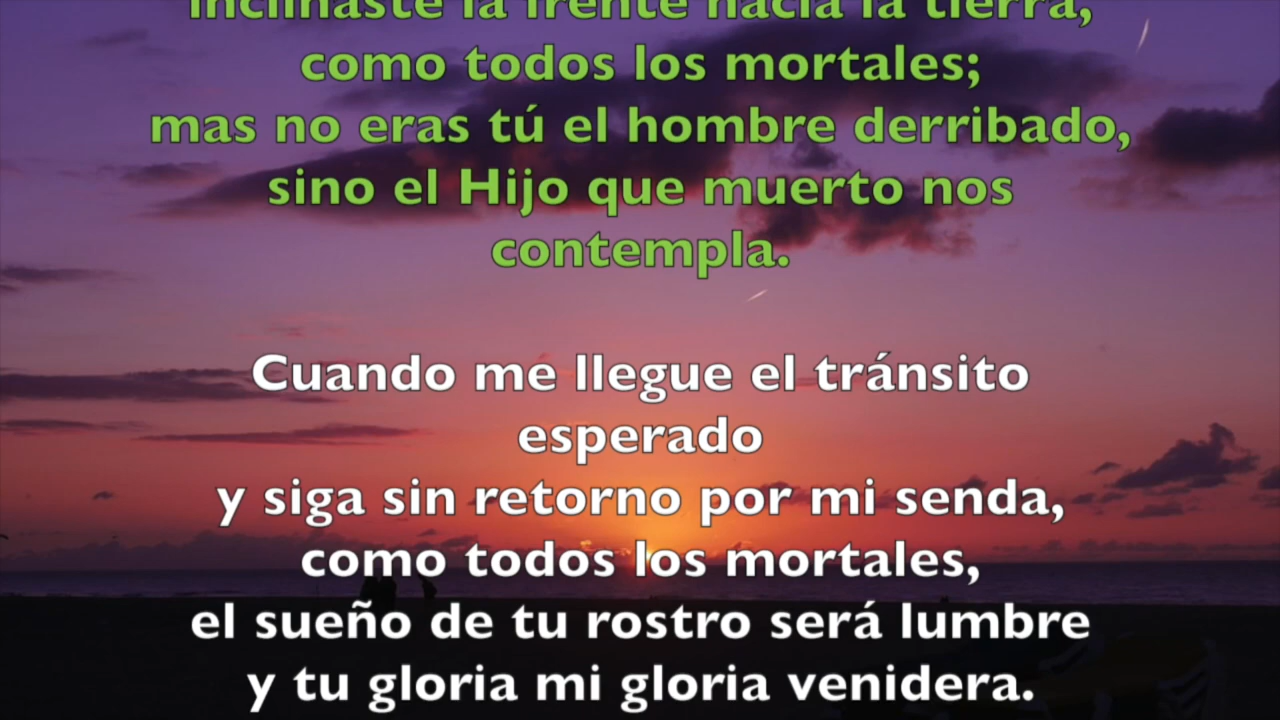 inclinaste la frente hacia la tierra,
como todos los mortales;
mas no eras tú el hombre derribado,
sino el Hijo que muerto nos
contempla.
Cuando me llegue el tránsito
esperado
y siga sin retorno por mi senda,
como todos los mortales,
el sueño de tu rostro será lumbre
y tu gloria mi gloria venidera.